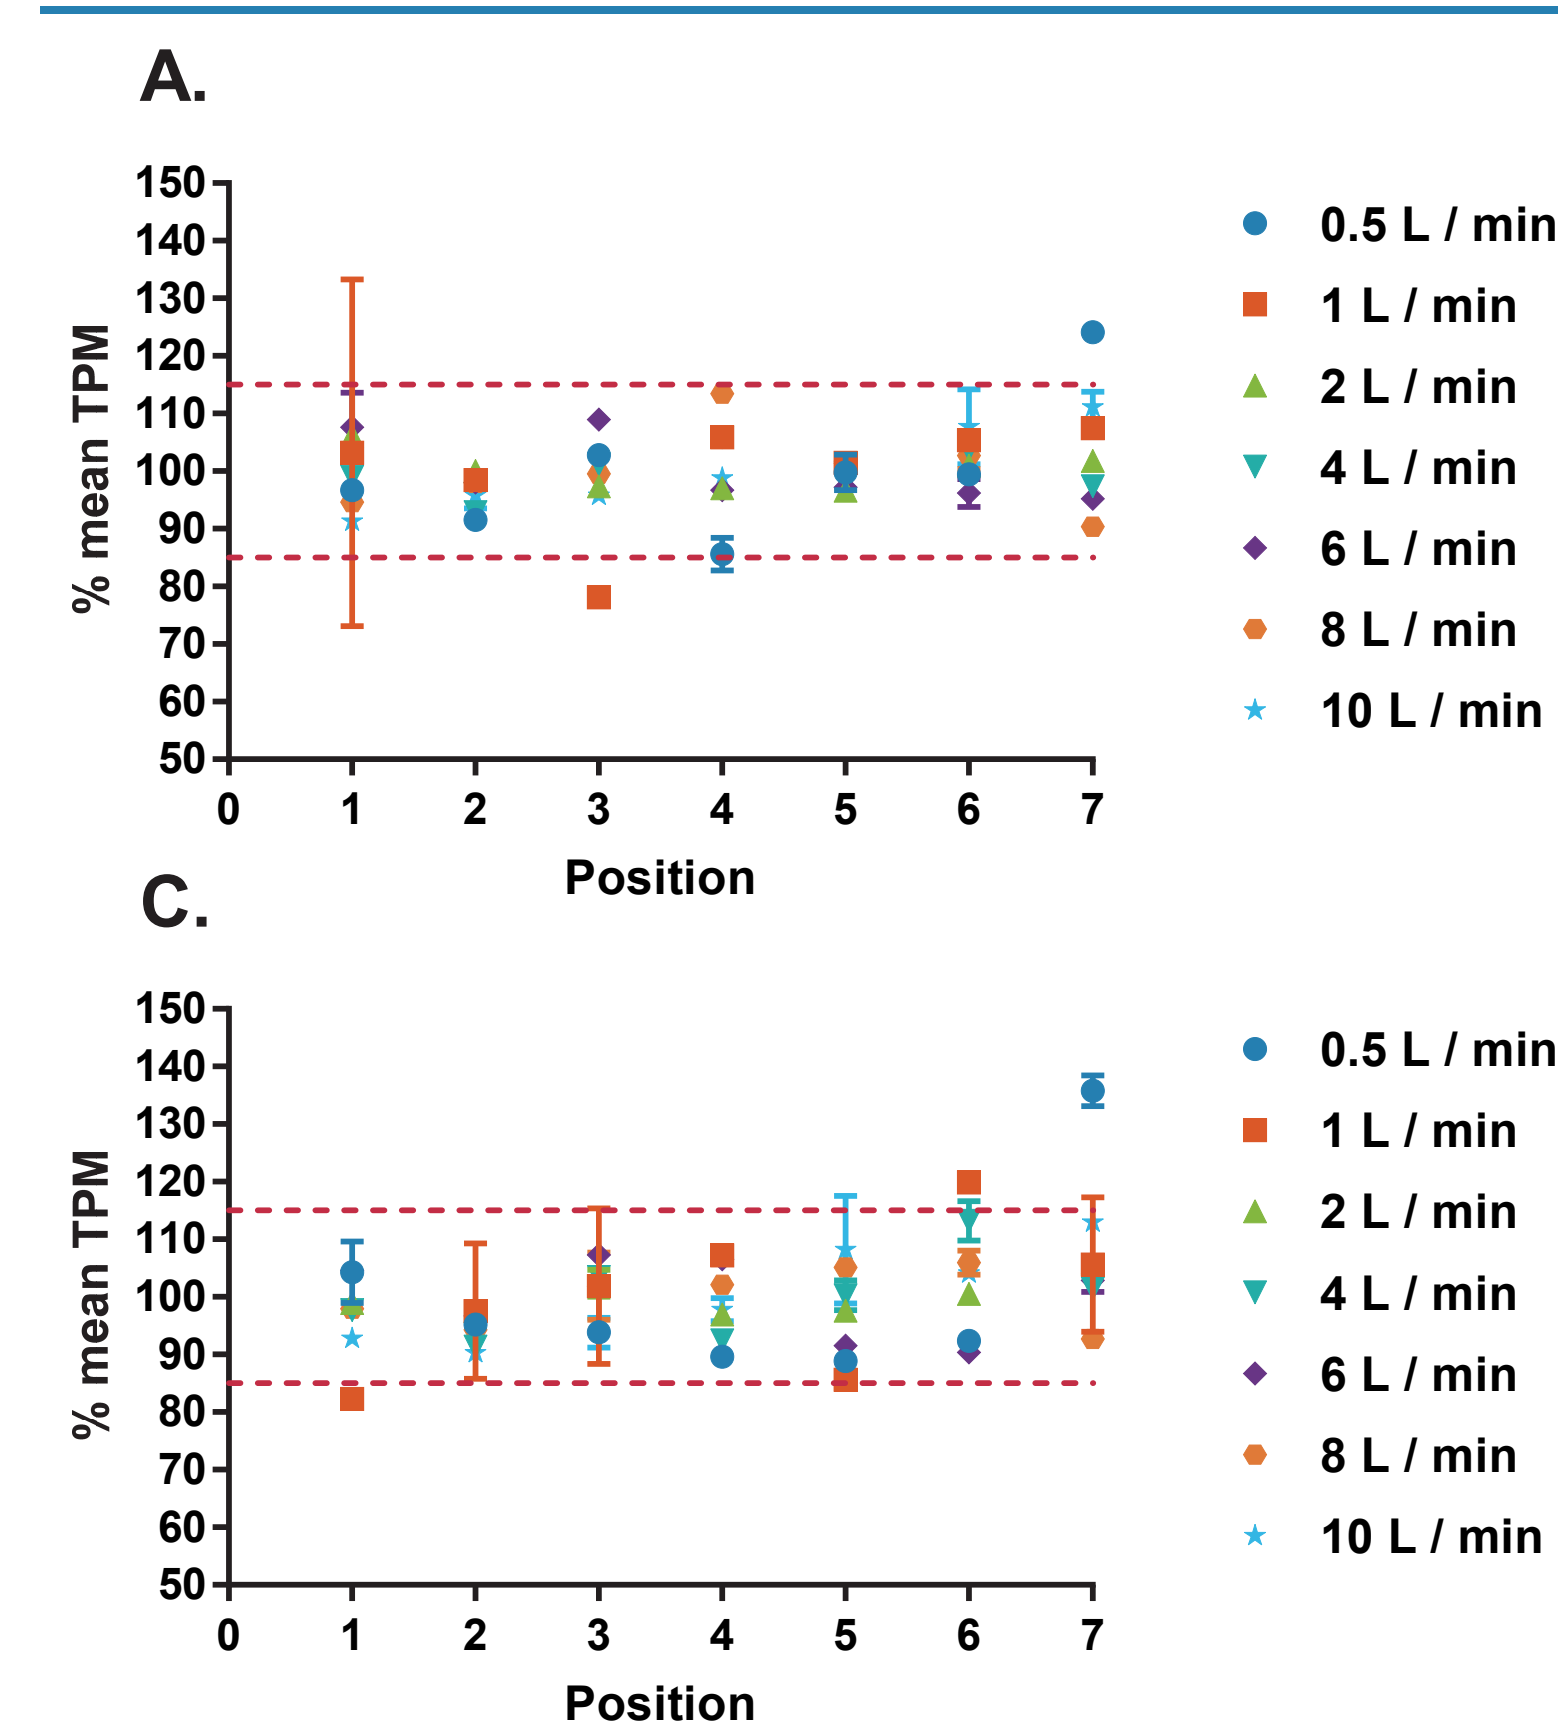 A.
150
140
130
120
110
100
90
80
70
60
50
% mean TPM
0 1 2 3 4 5 6 7
Position
0.5 L / min
1 L / min
2 L / min
4 L / min
6 L / min
8 L / min
10 L / min
C.
150
140
130
120
110
100
90
80
70
60
50
% mean TPM
0 1 2 3 4 5 6 7
Position
0.5 L / min
1 L / min
2 L / min
4 L / min
6 L / min
8 L / min
10 L / min